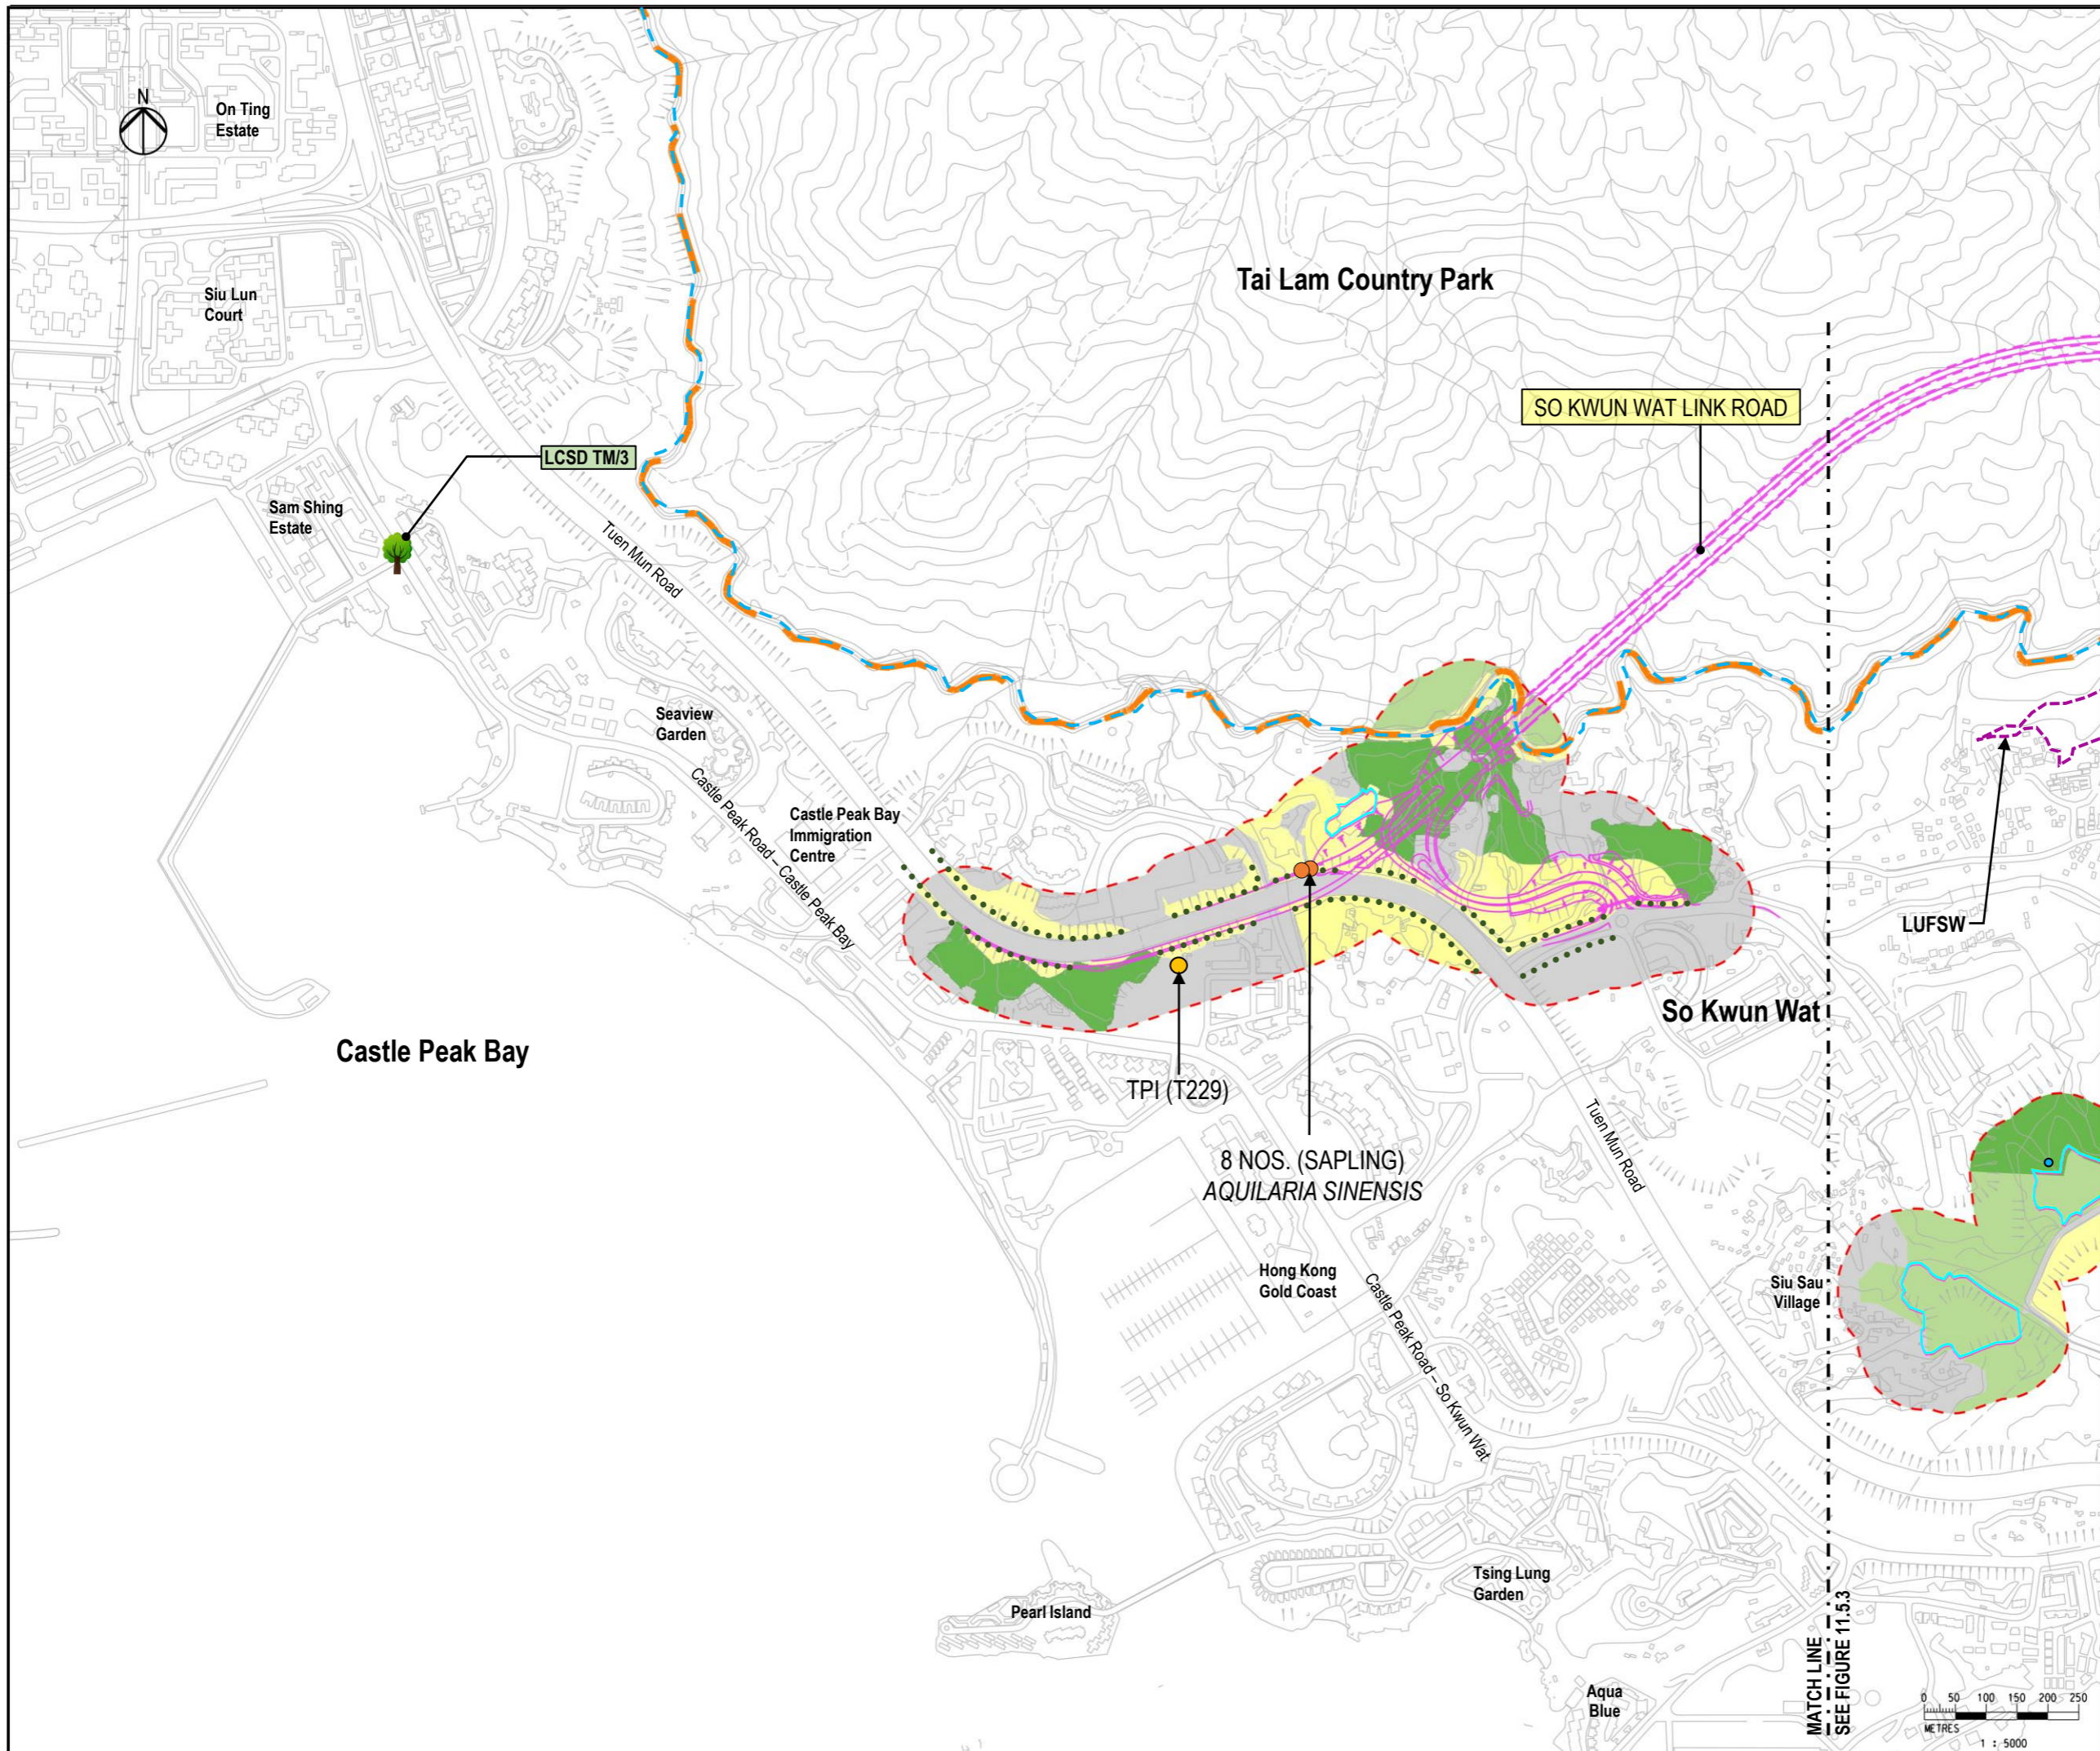 N
On Ting
Estate
Siu Lun
Court
Tai Lam Country Park
SO KWUN WAT LINK ROAD
LCSD TM/3
Sam Shing
Estate
Tuen Mun Road
Seaview
Garden
Castle Peak Road – Castle Peak Bay
Castle Peak Bay
Immigration
Centre
LUFSW
So Kwun Wat
Castle Peak Bay
TPI (T229)
8 NOS. (SAPLING)
AQUILARIA SINENSIS
Tuen Mun Road
Hong Kong
Gold Coast
Castle Peak Road – So Kwun Wat
Siu Sau
Village
Tsing Lung
Garden
Pearl Island
Aqua
Blue
MATCH LINE
SEE FIGURE 11.5.3
0 50 100 150 200 250
METRES
1 : 5000